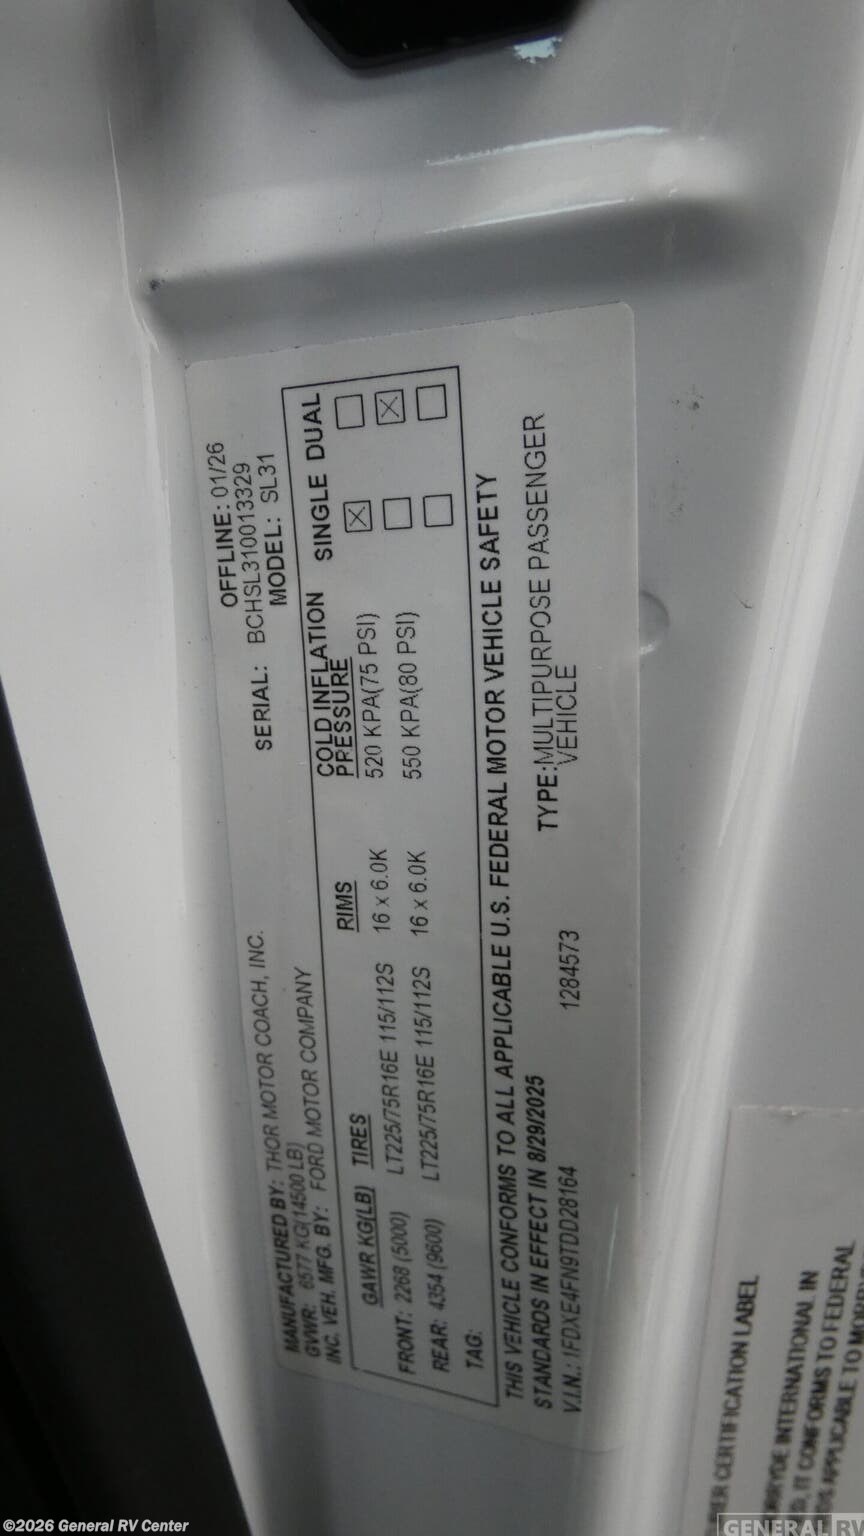 OFFLINE: 01/26
SERIAL: BCHSL310013329
MODEL: SL31
MANUFACTURED BY: THOR MOTOR COACH, INC.
GVWR: 6577 KG(14500 LB)
INC. VEH. MFG. BY: FORD MOTOR COMPANY
GAWR KG(LB) TIRES RIMS COLD INFLATION PRESSURE SINGLE DUAL
FRONT: 2268 (5000) LT225/75R16E 115/112S 16 x 6.0K 520 KPA(75 PSI)
REAR: 4354 (9600) LT225/75R16E 115/112S 16 x 6.0K 550 KPA(80 PSI)
TAG:
THIS VEHICLE CONFORMS TO ALL APPLICABLE U.S. FEDERAL MOTOR VEHICLE SAFETY
STANDARDS IN EFFECT IN 8/29/2025
TYPE:MULTIPURPOSE PASSENGER
VEHICLE
V.I.N.: 1FDXE4FN9TDD28164 1284573
CERTIFICATION LABEL
INTERNATIONAL IN
IT CONFORMS TO FEDERAL
APPLICABLE TO
©2026 General RV Center
GENERAL RV